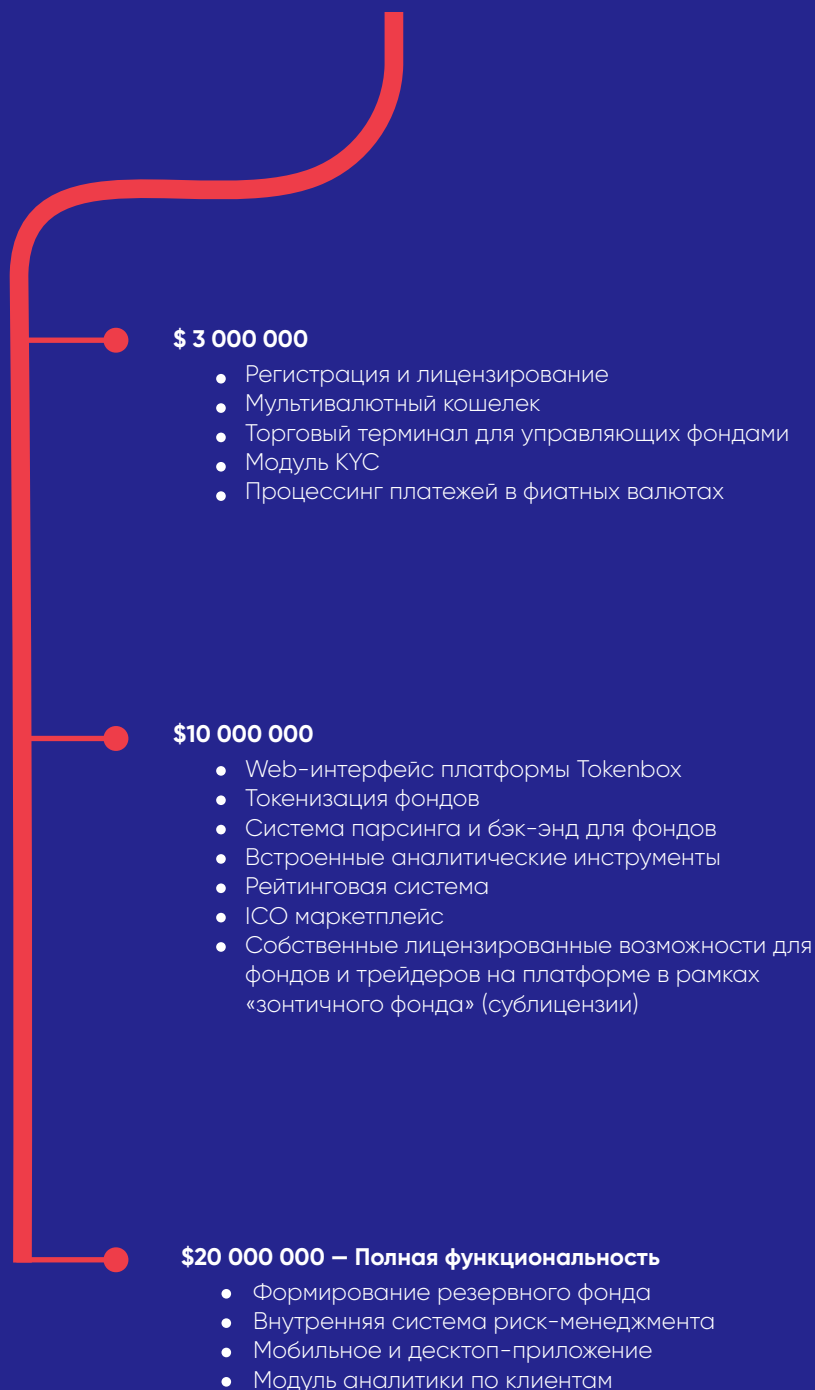 $ 3 000 000
Регистрация и лицензирование
Мультивалютный кошелек
Торговый терминал для управляющих фондами
Модуль KYC
Процессинг платежей в фиатных валютах
$10 000 000
Web-интерфейс платформы Tokenbox
Токенизация фондов
Система парсинга и бэк-энд для фондов
Встроенные аналитические инструменты
Рейтинговая система
ICO маркетплейс
Собственные лицензированные возможности для
фондов и трейдеров на платформе в рамках
«зонтичного фонда» (сублицензии)
$20 000 000 — Полная функциональность
Формирование резервного фонда
Внутренняя система риск-менеджмента
Мобильное и десктоп-приложение
Модуль аналитики по клиентам